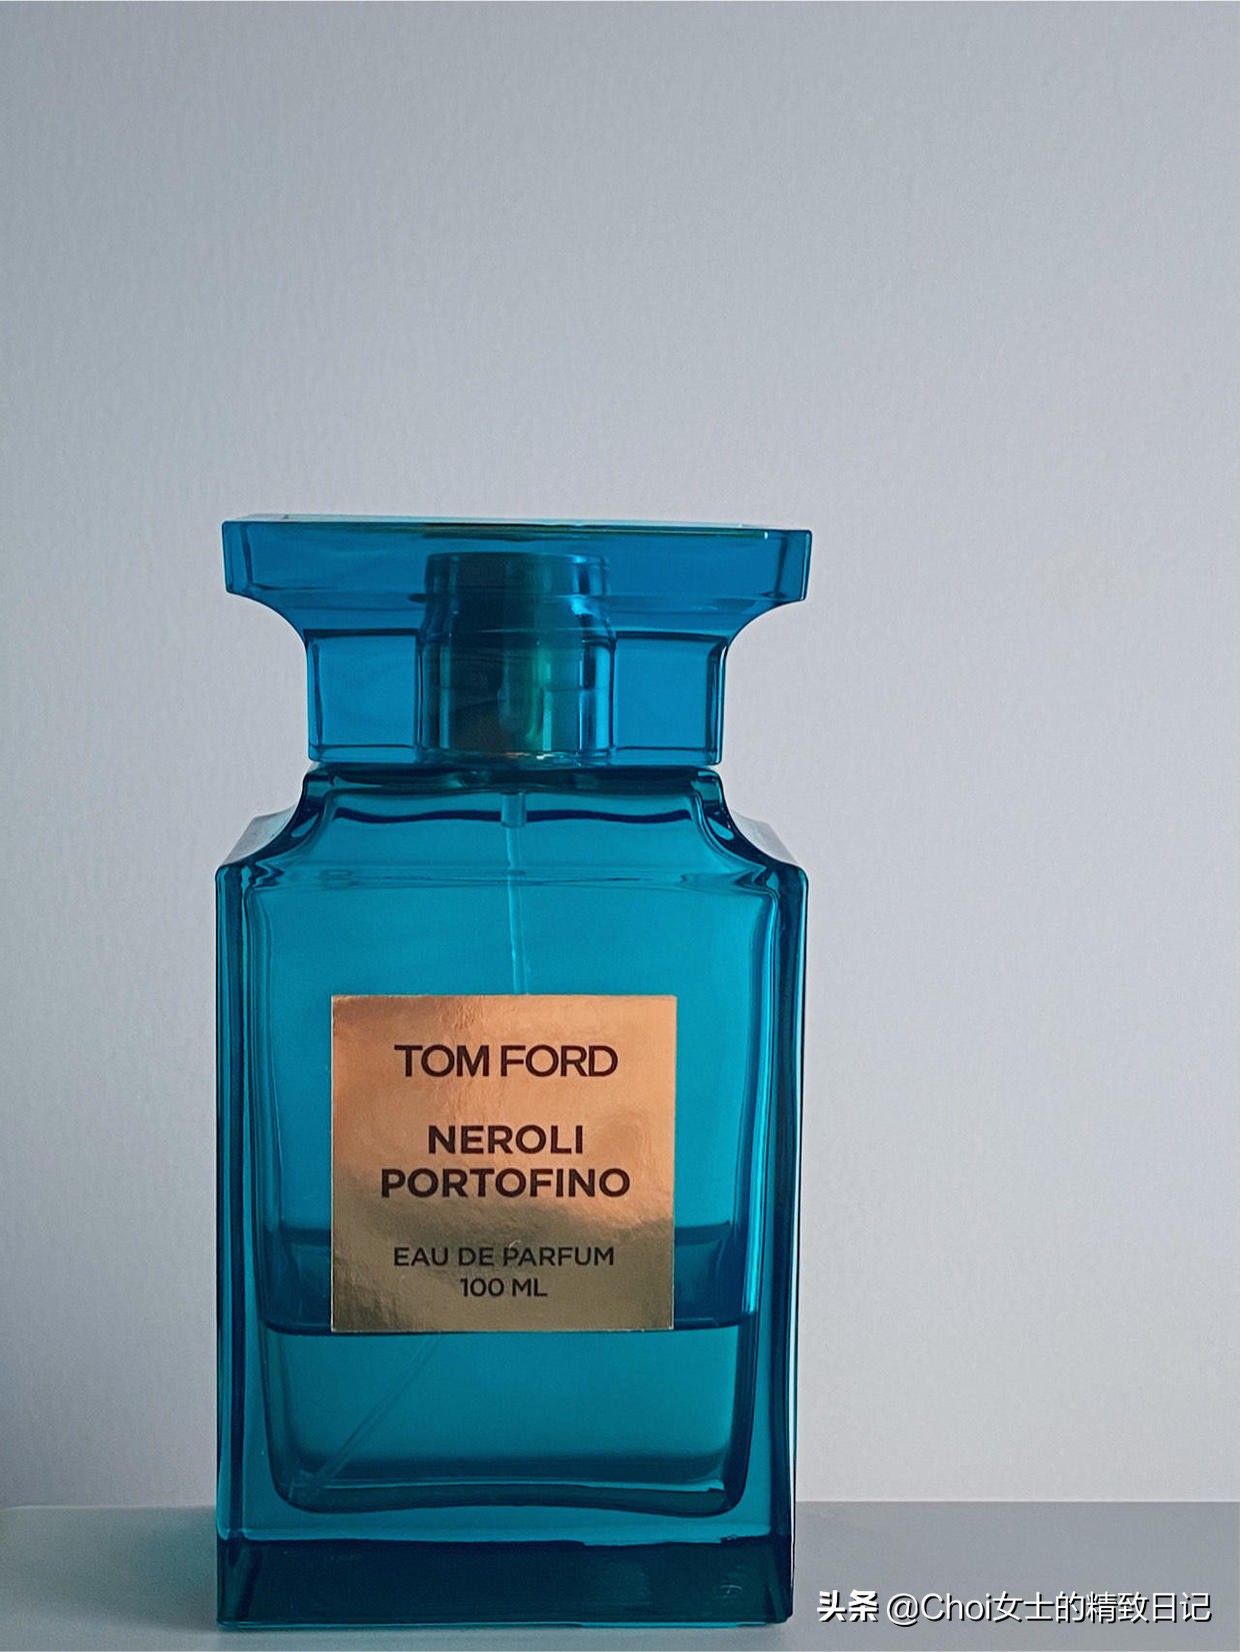 TOM FORD
NEROLI
PORTOFINO
EAU DE PARFUM
100 ML
头条 @Choi女士的精致日记